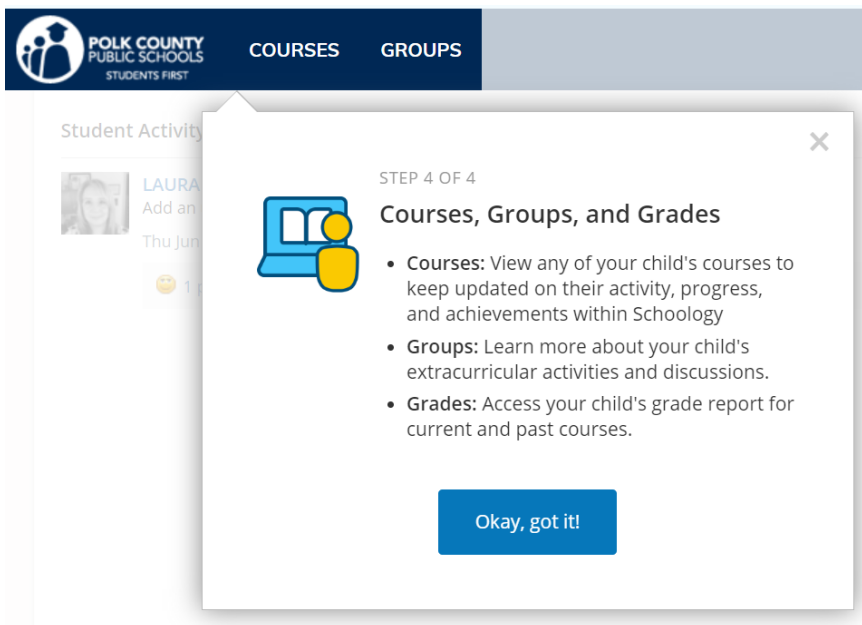 POLK COUNTY
PUBLIC SCHOOLS
STUDENTS FIRST
COURSES GROUPS
Student Activity
LAURA
Add an
Thu Jun
1
STEP 4 OF 4
Courses, Groups, and Grades
• Courses: View any of your child's courses to
keep updated on their activity, progress,
and achievements within Schoology
• Groups: Learn more about your child's
extracurricular activities and discussions.
• Grades: Access your child's grade report for
current and past courses.
Okay, got it!